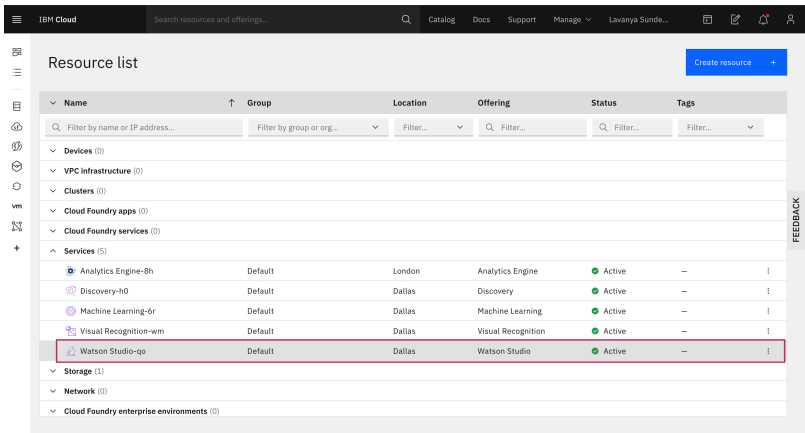 IBM Cloud Search resources and offerings... Catalog Docs Support Manage Lavanya Sunde...
Resource list
Create resource +
Name Group Location Offering Status Tags
Filter by name or IP address... Filter by group or org... Filter... Filter... Filter... Filter...
Devices (0)
VPC infrastructure (0)
Clusters (0)
Cloud Foundry apps (0)
vm
Cloud Foundry services (0)
FEEDBACK
Services (5)
Analytics Engine-8h Default London Analytics Engine Active —
Discovery-h0 Default Dallas Discovery Active —
Machine Learning-6r Default Dallas Machine Learning Active —
Visual Recognition-wm Default Dallas Visual Recognition Active —
Watson Studio-qo Default Dallas Watson Studio Active —
Storage (1)
Network (0)
Cloud Foundry enterprise environments (0)